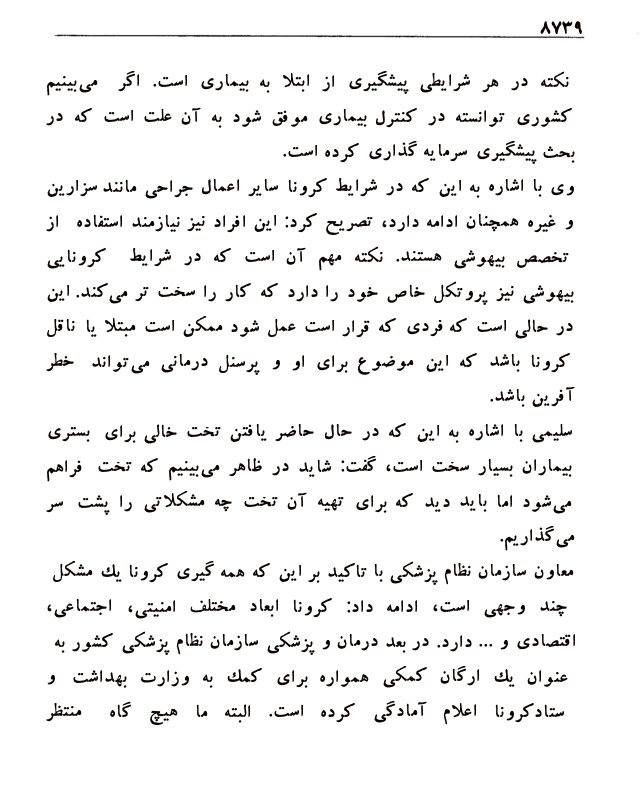 ۸۷۳۹
نکته در هر شرایطی پیشگیری از ابتلا به بیماری است. اگر می‌بینیم
کشوری توانسته در کنترل بیماری موفق شود به آن علت است که در
بحث پیشگیری سرمایه گذاری کرده است.
وی با اشاره به این که در شرایط کرونا سایر اعمال جراحی مانند سزارین
و غیره همچنان ادامه دارد، تصریح کرد: این افراد نیز نیازمند استفاده از
تخصص بیهوشی هستند. نکته مهم آن است که در شرایط کرونایی
بیهوشی نیز پروتکل خاص خود را دارد که کار را سخت تر می‌کند. این
در حالی است که فردی که قرار است عمل شود ممکن است مبتلا یا ناقل
کرونا باشد که این موضوع برای او و پرسنل درمانی می‌تواند خطر
آفرین باشد.
سلیمی با اشاره به این که در حال حاضر یافتن تخت خالی برای بستری
بیماران بسیار سخت است، گفت: شاید در ظاهر می‌بینیم که تخت فراهم
می‌شود اما باید دید که برای تهیه آن تخت چه مشکلاتی را پشت سر
می‌گذاریم.
معاون سازمان نظام پزشکی با تاکید بر این که همه گیری کرونا یك مشکل
چند وجهی است، ادامه داد: کرونا ابعاد مختلف امنیتی، اجتماعی،
اقتصادی و ... دارد. در بعد درمان و پزشکی سازمان نظام پزشکی کشور به
عنوان یك ارگان کمکی همواره برای کمك به وزارت بهداشت و
ستادکرونا اعلام آمادگی کرده است. البته ما هیچ گاه منتظر